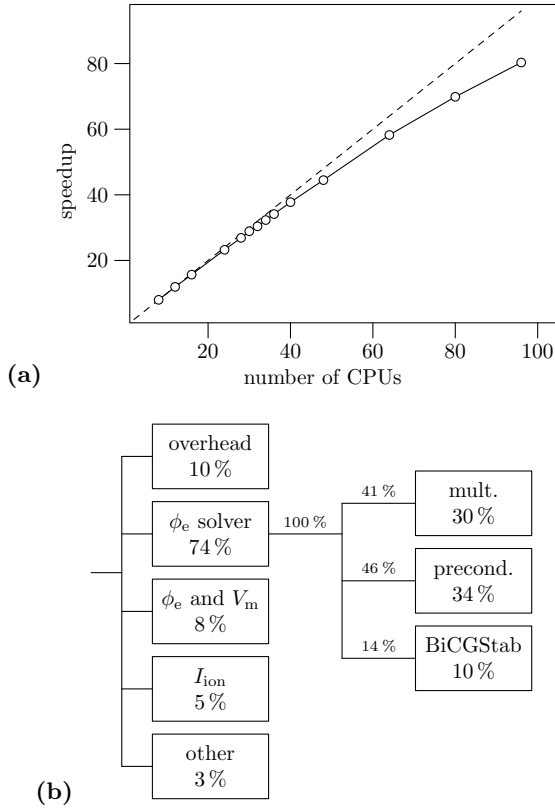 80
60
40
20
speedup
20
40
60
80
100
number of CPUs
(a)
overhead
10 %
ϕe solver
74 %
100 %
ϕe and Vm
8 %
Iion
5 %
other
3 %
41 %
mult.
30 %
46 %
precond.
34 %
14 %
BiCGStab
10 %
(b)